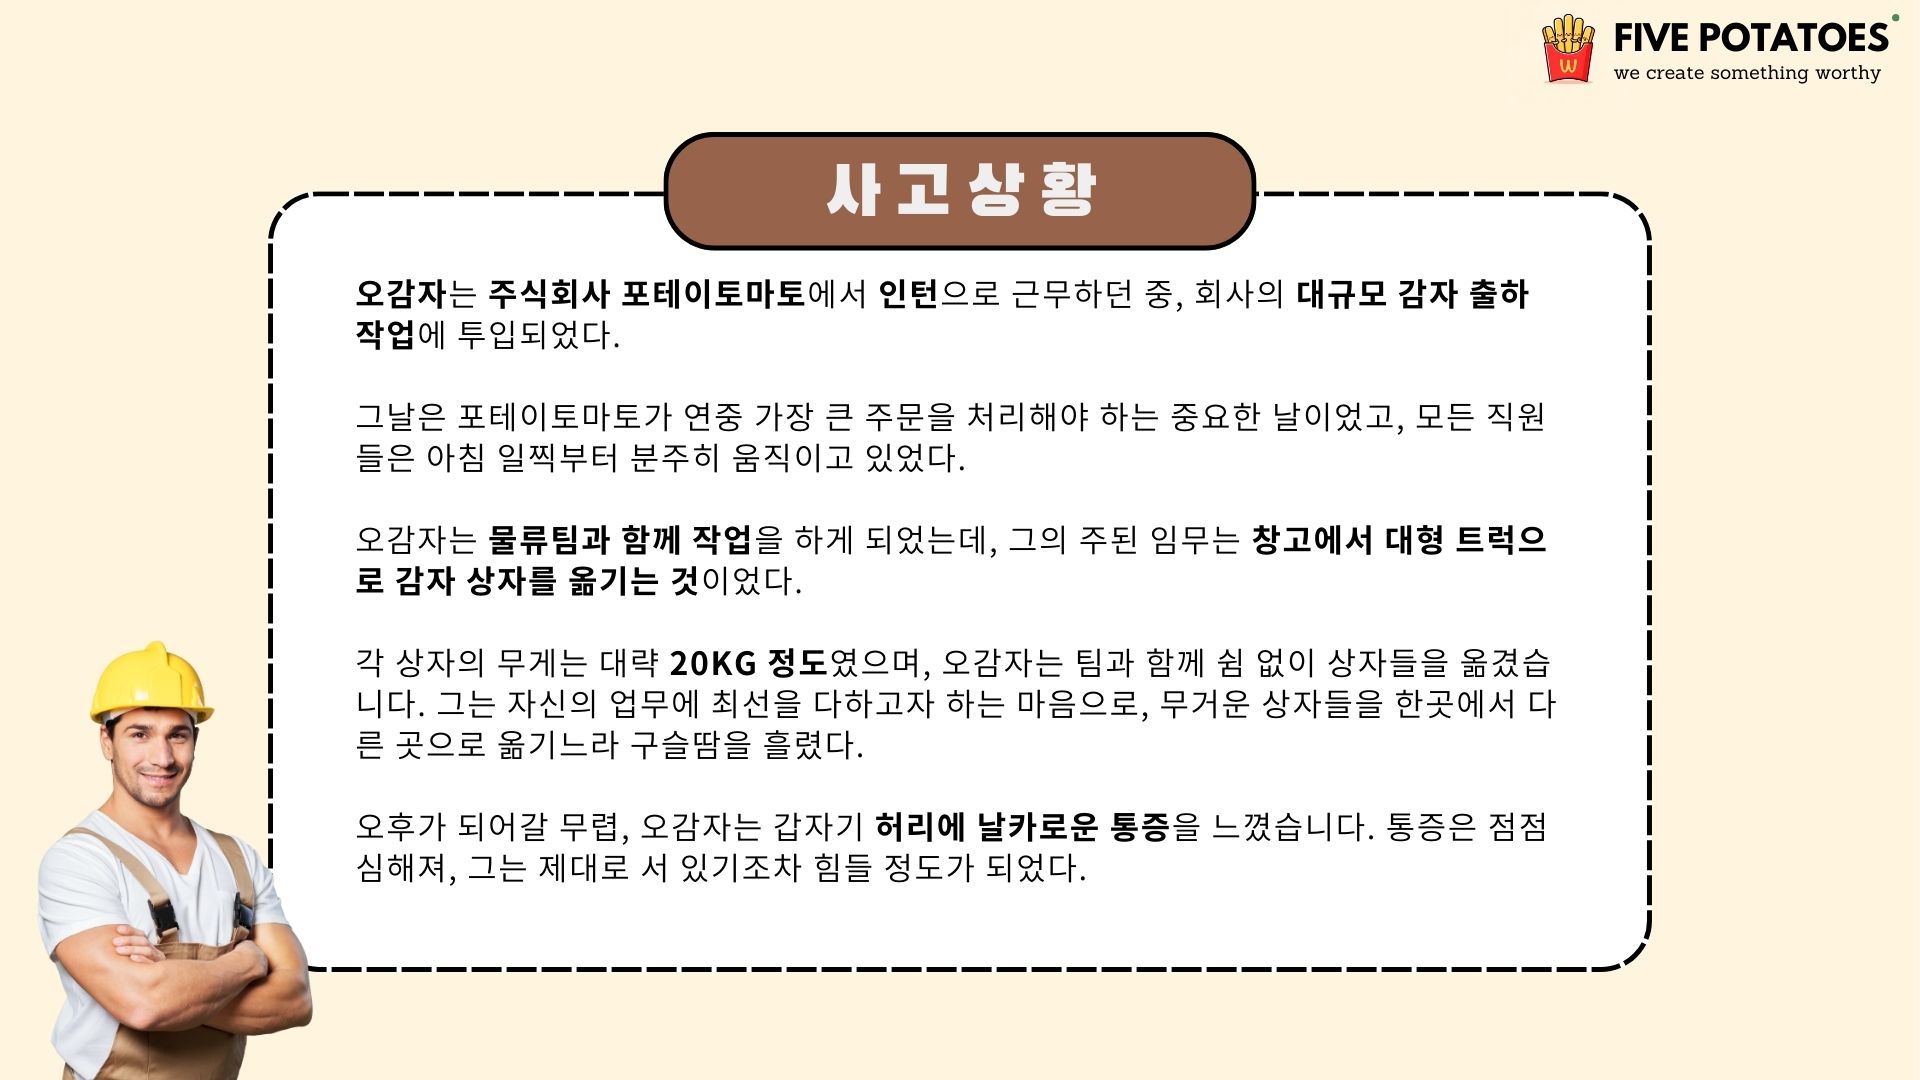 FIVE POTATOES
we create something worthy
사고상황
오감자는 주식회사 포테이토마토에서 인턴으로 근무하던 중, 회사의 대규모 감자 출하
작업에 투입되었다.
그날은 포테이토마토가 연중 가장 큰 주문을 처리해야 하는 중요한 날이었고, 모든 직원
들은 아침 일찍부터 분주히 움직이고 있었다.
오감자는 물류팀과 함께 작업을 하게 되었는데, 그의 주된 임무는 창고에서 대형 트럭으
로 감자 상자를 옮기는 것이었다.
각 상자의 무게는 대략 20KG 정도였으며, 오감자는 팀과 함께 쉼 없이 상자들을 옮겼습
니다. 그는 자신의 업무에 최선을 다하고자 하는 마음으로, 무거운 상자들을 한곳에서 다
른 곳으로 옮기느라 구슬땀을 흘렸다.
오후가 되어갈 무렵, 오감자는 갑자기 허리에 날카로운 통증을 느꼈습니다. 통증은 점점
심해져, 그는 제대로 서 있기조차 힘들 정도가 되었다.